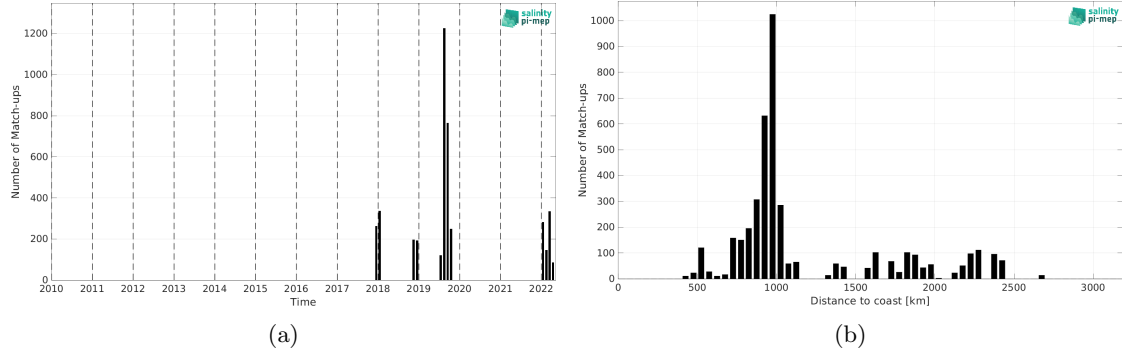 salinity
pi-mep
1200
1000
800
600
400
200
0
Number of Match-ups
2010 2011 2012 2013 2014 2015 2016 2017 2018 2019 2020 2021 2022
Time
(a)
salinity
pi-mep
1000
900
800
700
600
500
400
300
200
100
0
Number of Match-ups
0 500 1000 1500 2000 2500 3000
Distance to coast [km]
(b)